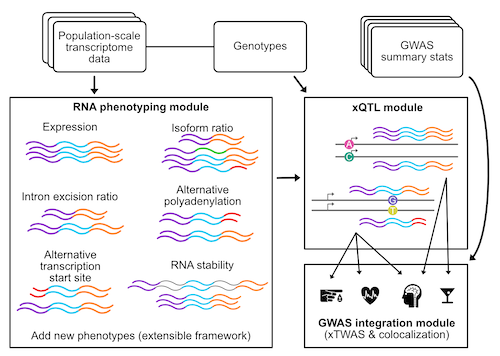 Population-scale
transcriptome
data
Genotypes
GWAS
summary stats
RNA phenotyping module
Expression
Isoform ratio
Intron excision ratio
Alternative
polyadenylation
Alternative
transcription
start site
RNA stability
Add new phenotypes (extensible framework)
xQTL module
A
C
G
T
GWAS integration module
(xTWAS & colocalization)